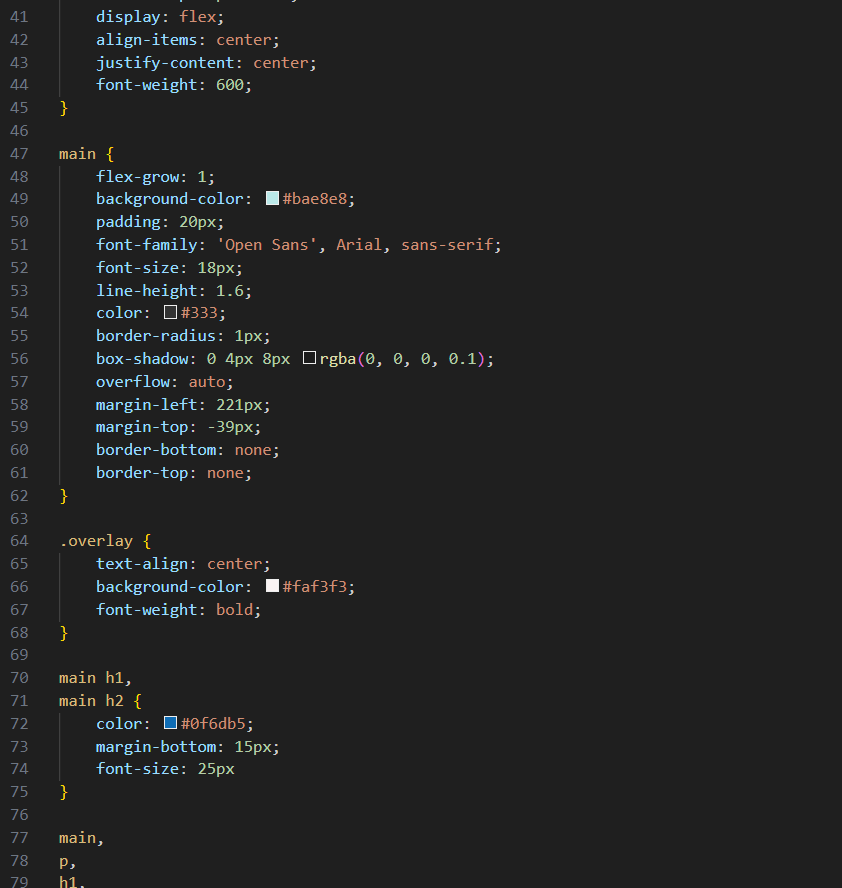 41 display: flex;
42 align-items: center;
43 justify-content: center;
44 font-weight: 600;
45 }
46
47 main {
48 flex-grow: 1;
49 background-color: #bae8e8;
50 padding: 20px;
51 font-family: 'Open Sans', Arial, sans-serif;
52 font-size: 18px;
53 line-height: 1.6;
54 color: #333;
55 border-radius: 1px;
56 box-shadow: 0 4px 8px rgba(0, 0, 0, 0.1);
57 overflow: auto;
58 margin-left: 221px;
59 margin-top: -39px;
60 border-bottom: none;
61 border-top: none;
62 }
63
64 .overlay {
65 text-align: center;
66 background-color: #faf3f3;
67 font-weight: bold;
68 }
69
70 main h1,
71 main h2 {
72 color: #0f6db5;
73 margin-bottom: 15px;
74 font-size: 25px
75 }
76
77 main,
78 p,
79 h1,